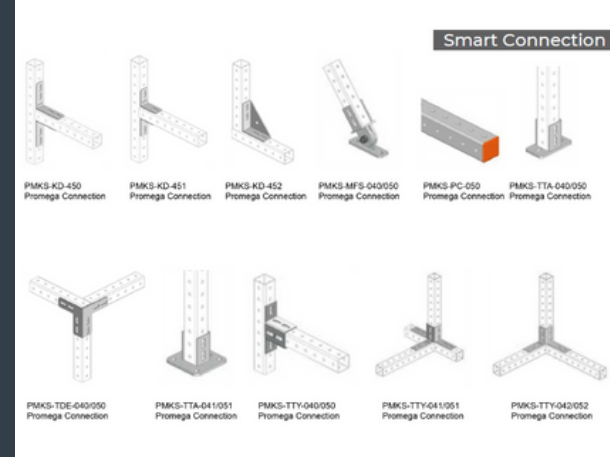 Smart Connection
PMKS-KD-450
Promega Connection
PMKS-KD-451
Promega Connection
PMKS-KD-452
Promega Connection
PMKS-MFS-040/050
Promega Connection
PMKS-PC-050
Promega Connection
PMKS-TTA-040/050
Promega Connection
PMKS-TDE-040/050
Promega Connection
PMKS-TTA-041/051
Promega Connection
PMKS-TTY-040/050
Promega Connection
PMKS-TTY-041/051
Promega Connection
PMKS-TTY-042/052
Promega Connection